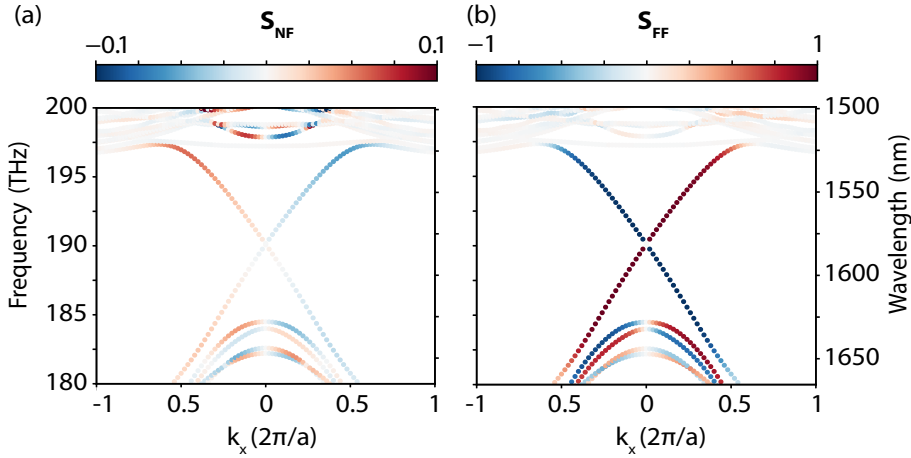 (a) S_NF
−0.1 0.1
200
195
190
185
180
Frequency (THz)
-1 0.5 0 0.5 1
k_x (2π/a)
(b) S_FF
−1 1
1500
1550
1600
1650
Wavelength (nm)
-1 0.5 0 0.5 1
k_x (2π/a)